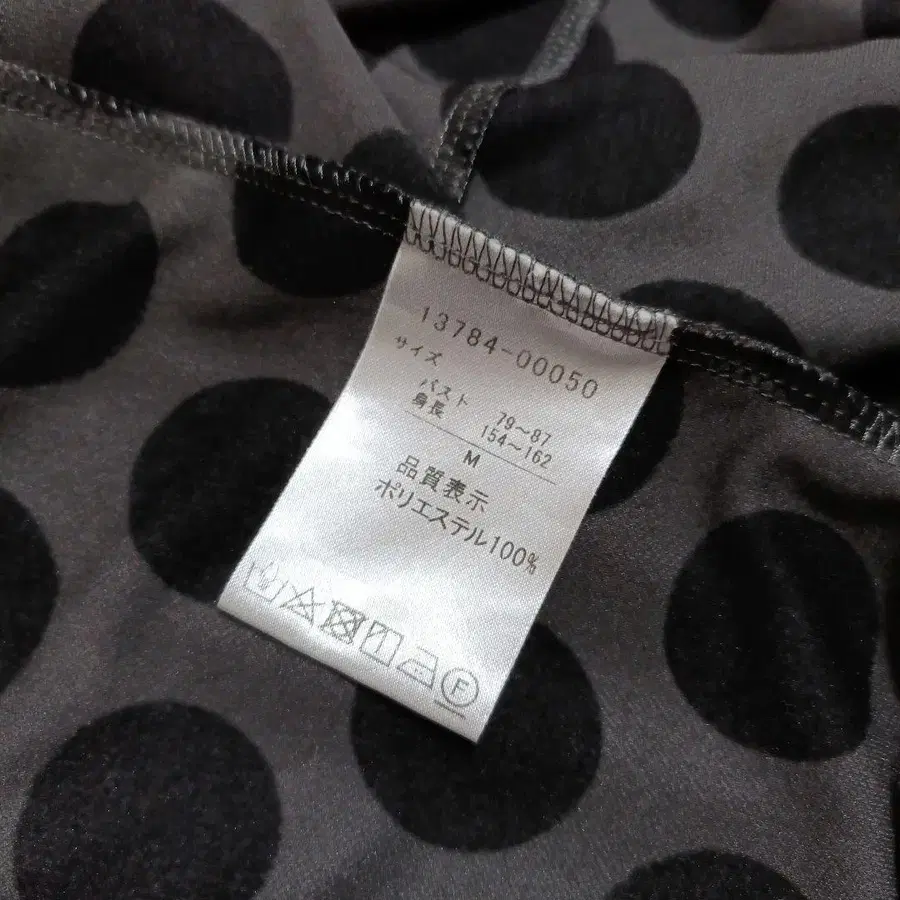 13784-00050
サイズ
バスト 79～87
身長 154～162
M
品質表示
ポリエステル100%
F